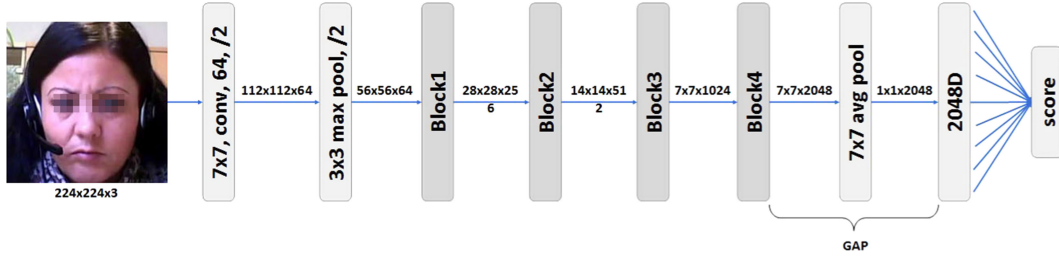 224x224x3
7x7, conv, 64, /2
112x112x64
3x3 max pool, /2
56x56x64
Block1
28x28x25
6
Block2
14x14x51
2
Block3
7x7x1024
Block4
7x7x2048
7x7 avg pool
1x1x2048
2048D
score
GAP